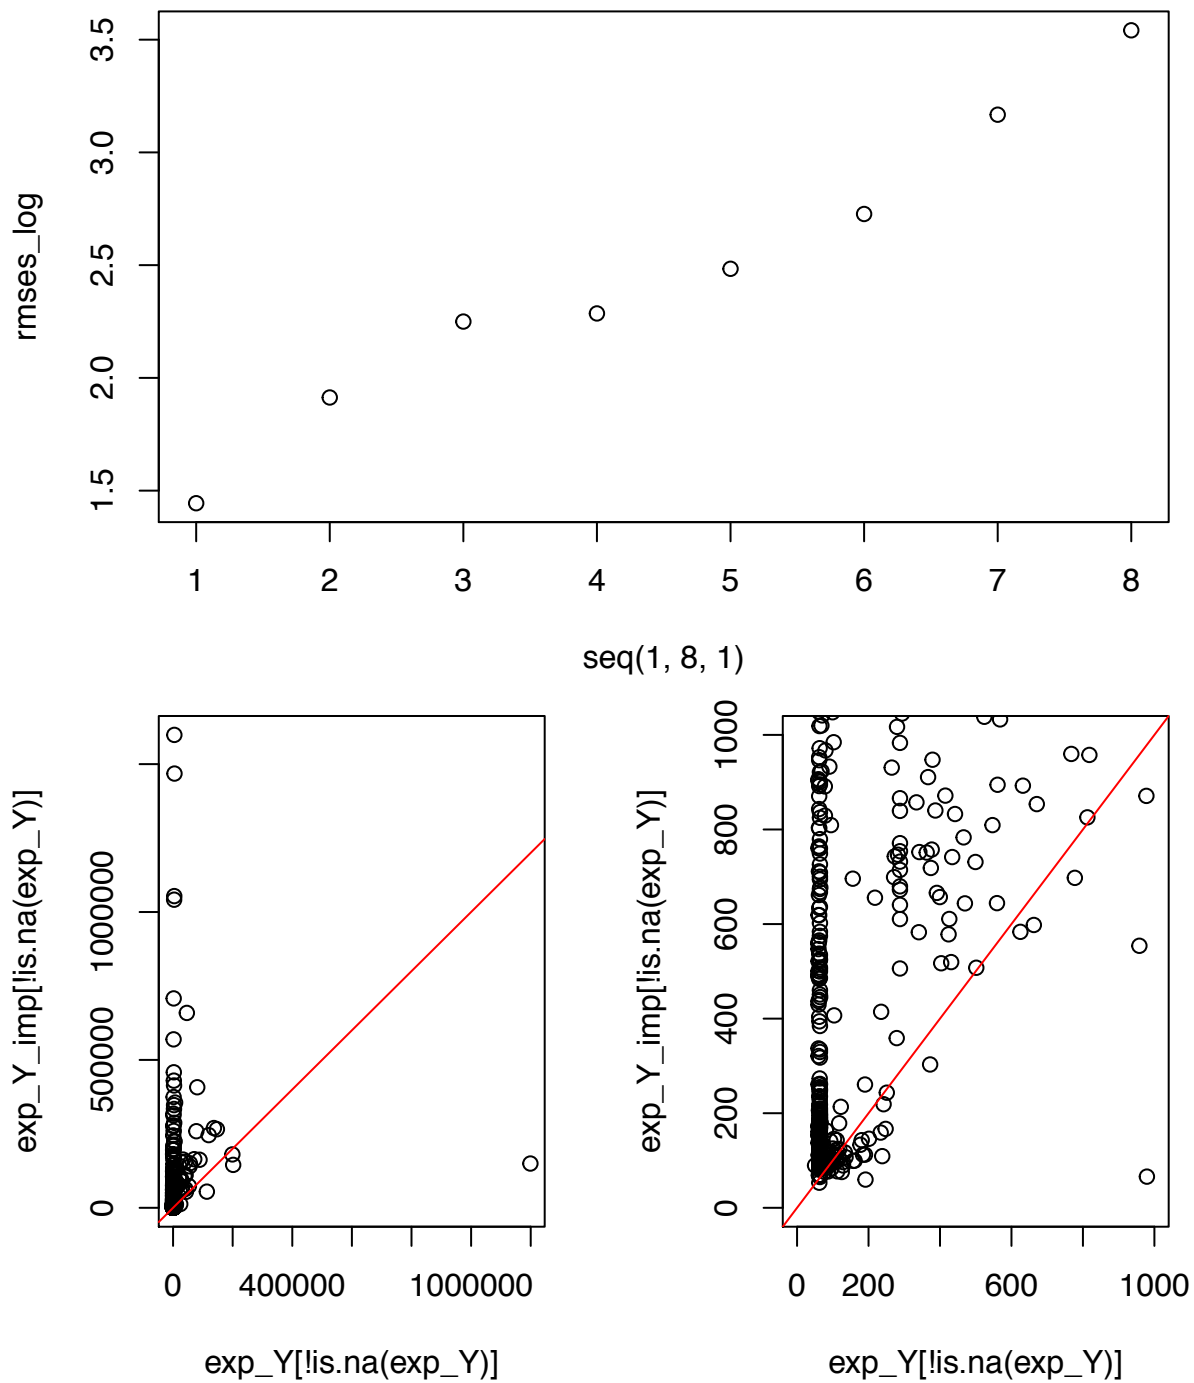 3.5
3.0
2.5
2.0
1.5
rmses_log
1 2 3 4 5 6 7 8
seq(1, 8, 1)
1000000
500000
0
exp_Y_imp[!is.na(exp_Y)]
0 400000 1000000
exp_Y[!is.na(exp_Y)]
1000
800
600
400
200
0
exp_Y_imp[!is.na(exp_Y)]
0 200 600 1000
exp_Y[!is.na(exp_Y)]